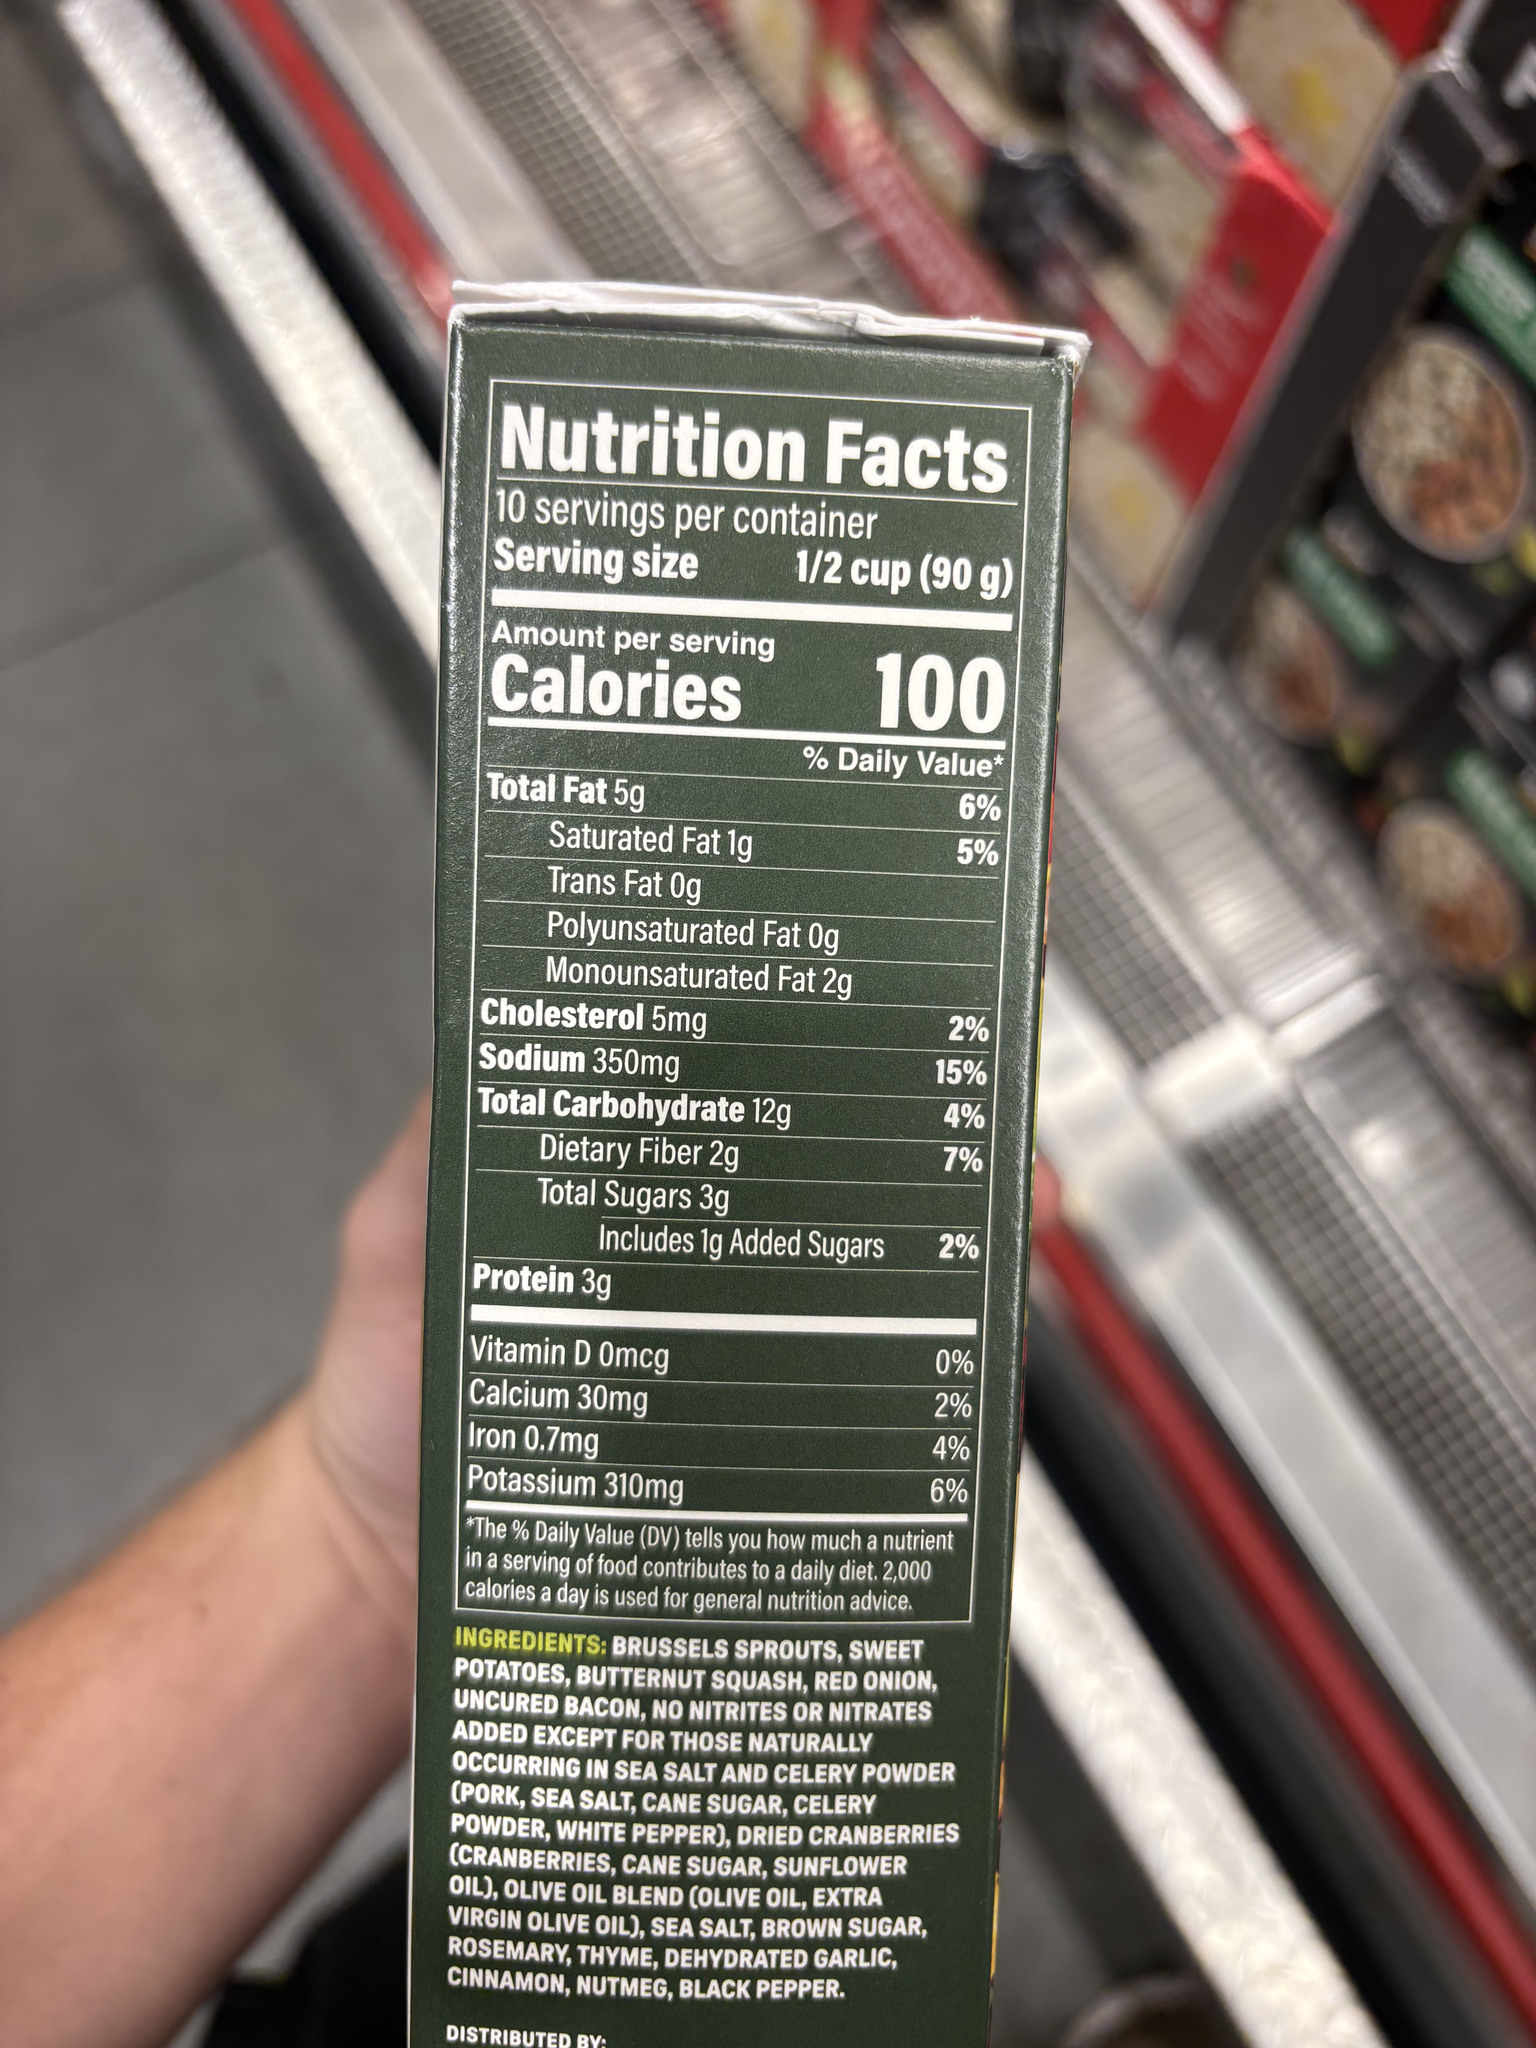 Nutrition Facts
10 servings per container
Serving size 1/2 cup (90 g)
Amount per serving
Calories 100
% Daily Value*
Total Fat 5g 6%
Saturated Fat 1g 5%
Trans Fat 0g
Polyunsaturated Fat 0g
Monounsaturated Fat 2g
Cholesterol 5mg 2%
Sodium 350mg 15%
Total Carbohydrate 12g 4%
Dietary Fiber 2g 7%
Total Sugars 3g
Includes 1g Added Sugars 2%
Protein 3g
Vitamin D 0mcg 0%
Calcium 30mg 2%
Iron 0.7mg 4%
Potassium 310mg 6%
*The % Daily Value (DV) tells you how much a nutrient
in a serving of food contributes to a daily diet. 2,000
calories a day is used for general nutrition advice.
INGREDIENTS: BRUSSELS SPROUTS, SWEET
POTATOES, BUTTERNUT SQUASH, RED ONION,
UNCURED BACON, NO NITRITES OR NITRATES
ADDED EXCEPT FOR THOSE NATURALLY
OCCURRING IN SEA SALT AND CELERY POWDER
(PORK, SEA SALT, CANE SUGAR, CELERY
POWDER, WHITE PEPPER), DRIED CRANBERRIES
(CRANBERRIES, CANE SUGAR, SUNFLOWER
OIL), OLIVE OIL BLEND (OLIVE OIL, EXTRA
VIRGIN OLIVE OIL), SEA SALT, BROWN SUGAR,
ROSEMARY, THYME, DEHYDRATED GARLIC,
CINNAMON, NUTMEG, BLACK PEPPER.
DISTRIBUTED BY: